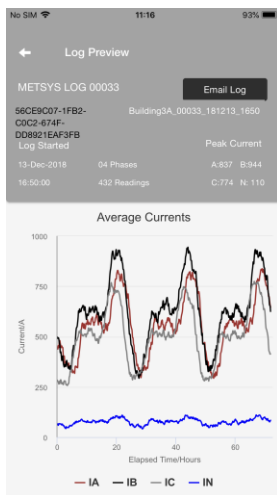 No SIM 11:16 93%
Log Preview
METSYS LOG 00033 Email Log
56CE9C07-1FB2-C0C2-674F-DD8921EAF3FB Building3A_00033_181213_1650
Log Started Peak Current
13-Dec-2018 04 Phases A:837 B:944
16:50:00 432 Readings C:774 N: 110
Average Currents
1000
750
500
250
0
Current/A
0 20 40 60
Elapsed Time/Hours
IA IB IC IN